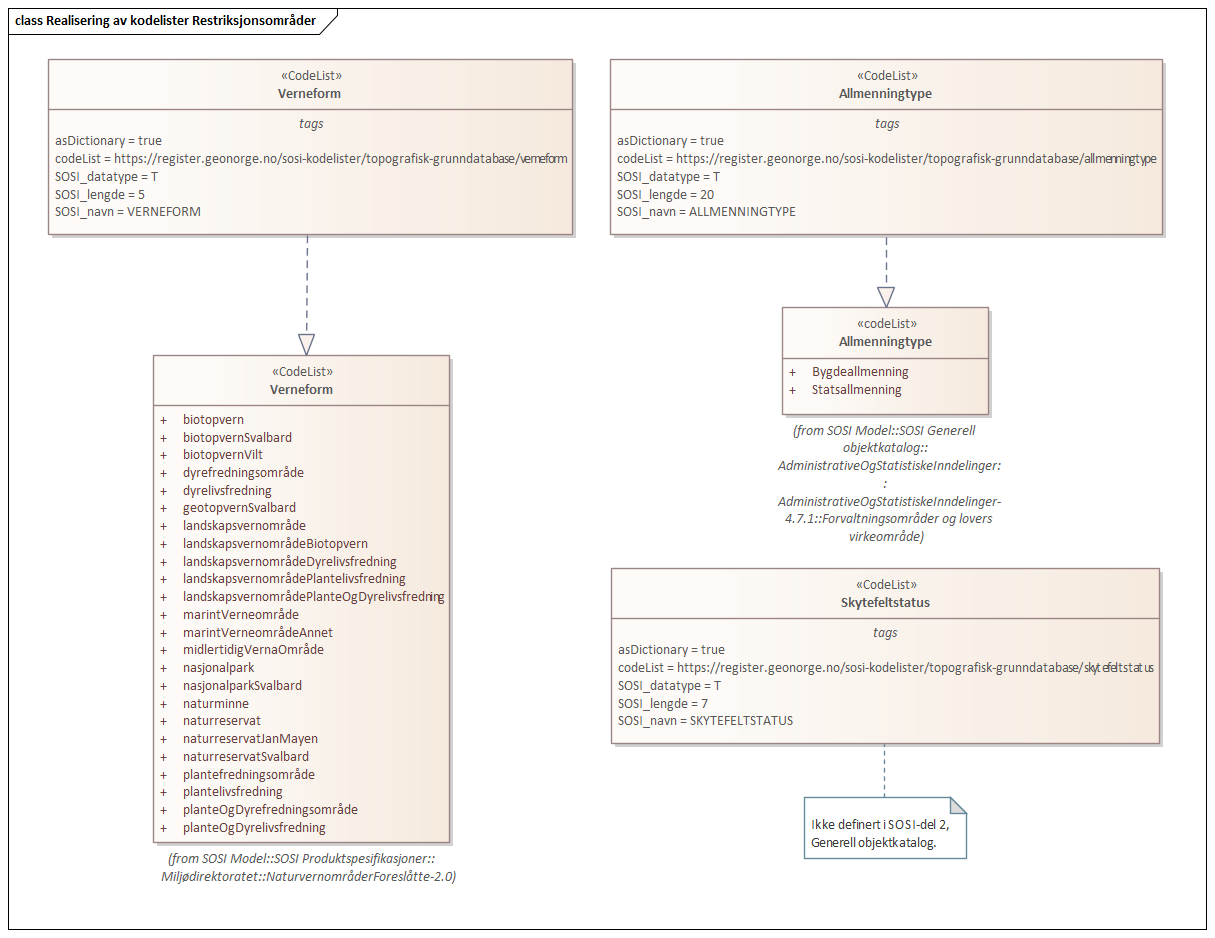 class Realisering av kodelister Restriksjonsområder
«CodeList»
Verneform
tags
asDictionary = true
codeList = https://register.geonorge.no/sosi-kodelister/topografisk-grunndatabase/verneform
SOSI_datatype = T
SOSI_lengde = 5
SOSI_navn = VERNEFORM
«CodeList»
Allmenningtype
tags
asDictionary = true
codeList = https://register.geonorge.no/sosi-kodelister/topografisk-grunndatabase/allmenningtype
SOSI_datatype = T
SOSI_lengde = 20
SOSI_navn = ALLMENNINGTYPE
«CodeList»
Verneform
+ biotopvern
+ biotopvernSvalbard
+ biotopvernVilt
+ dyrefredningsområde
+ dyrelivsfredning
+ geotopvernSvalbard
+ landskapsvernområde
+ landskapsvernområdeBiotopvern
+ landskapsvernområdeDyrelivsfredning
+ landskapsvernområdePlantelivsfredning
+ landskapsvernområdePlanteOgDyrelivsfredning
+ marintVerneområde
+ marintVerneområdeAnnet
+ midlertidigVernaOmråde
+ nasjonalpark
+ nasjonalparkSvalbard
+ naturminne
+ naturreservat
+ naturreservatJanMayen
+ naturreservatSvalbard
+ plantefredningsområde
+ plantelivsfredning
+ planteOgDyrefredningsområde
+ planteOgDyrelivsfredning
(from SOSI Model::SOSI Produktspesifikasjoner::
Miljødirektoratet::NaturvernområderForeslåtte-2.0)
«codeList»
Allmenningtype
+ Bygdeallmenning
+ Statsallmenning
(from SOSI Model::SOSI Generell
objektkatalog::
AdministrativeOgStatistiskeInndelinger:
:
AdministrativeOgStatistiskeInndelinger-
4.7.1::Forvaltningsområder og lovers
virkeområde)
«CodeList»
Skytefeltstatus
tags
asDictionary = true
codeList = https://register.geonorge.no/sosi-kodelister/topografisk-grunndatabase/skytefeltstatus
SOSI_datatype = T
SOSI_lengde = 7
SOSI_navn = SKYTEFELTSTATUS
Ikke definert i SOSI-del 2,
Generell objektkatalog.